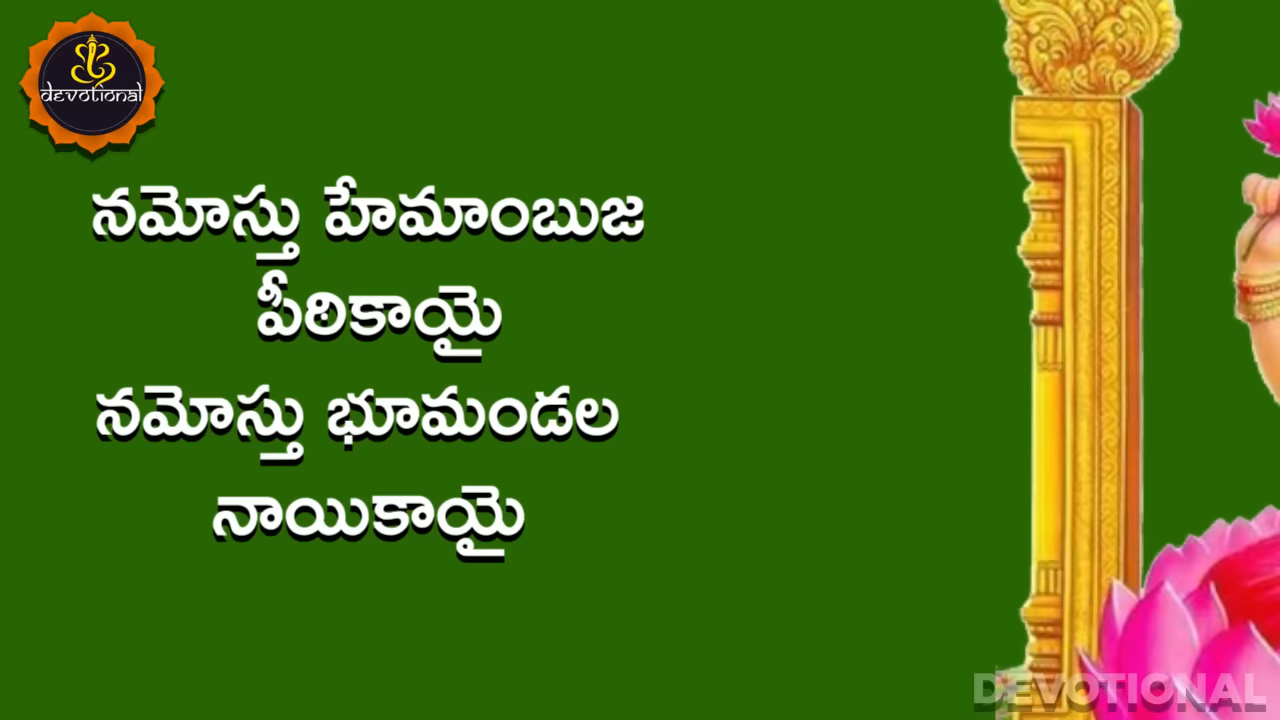 devotional
నమోస్తు హేమాంబుజ
పీఠికాయై
నమోస్తు భూమండల
నాయికాయై
DEVOTIONAL